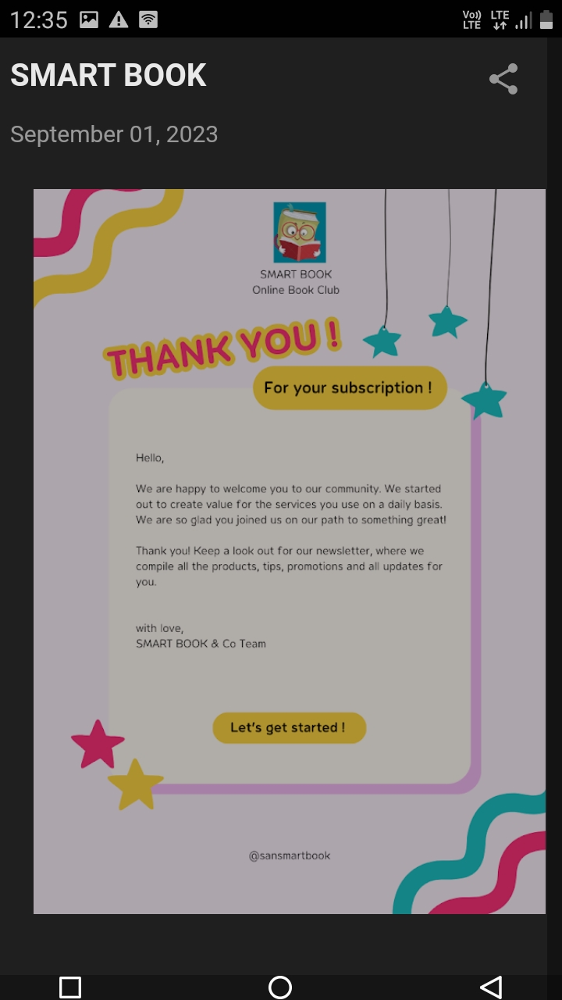 12:35
Vo)) LTE
LTE
SMART BOOK
September 01, 2023
SMART BOOK
Online Book Club
THANK YOU !
For your subscription !
Hello,
We are happy to welcome you to our community. We started
out to create value for the services you use on a daily basis.
We are so glad you joined us on our path to something great!
Thank you! Keep a look out for our newsletter, where we
compile all the products, tips, promotions and all updates for
you.
with love,
SMART BOOK & Co Team
Let's get started !
@sansmartbook